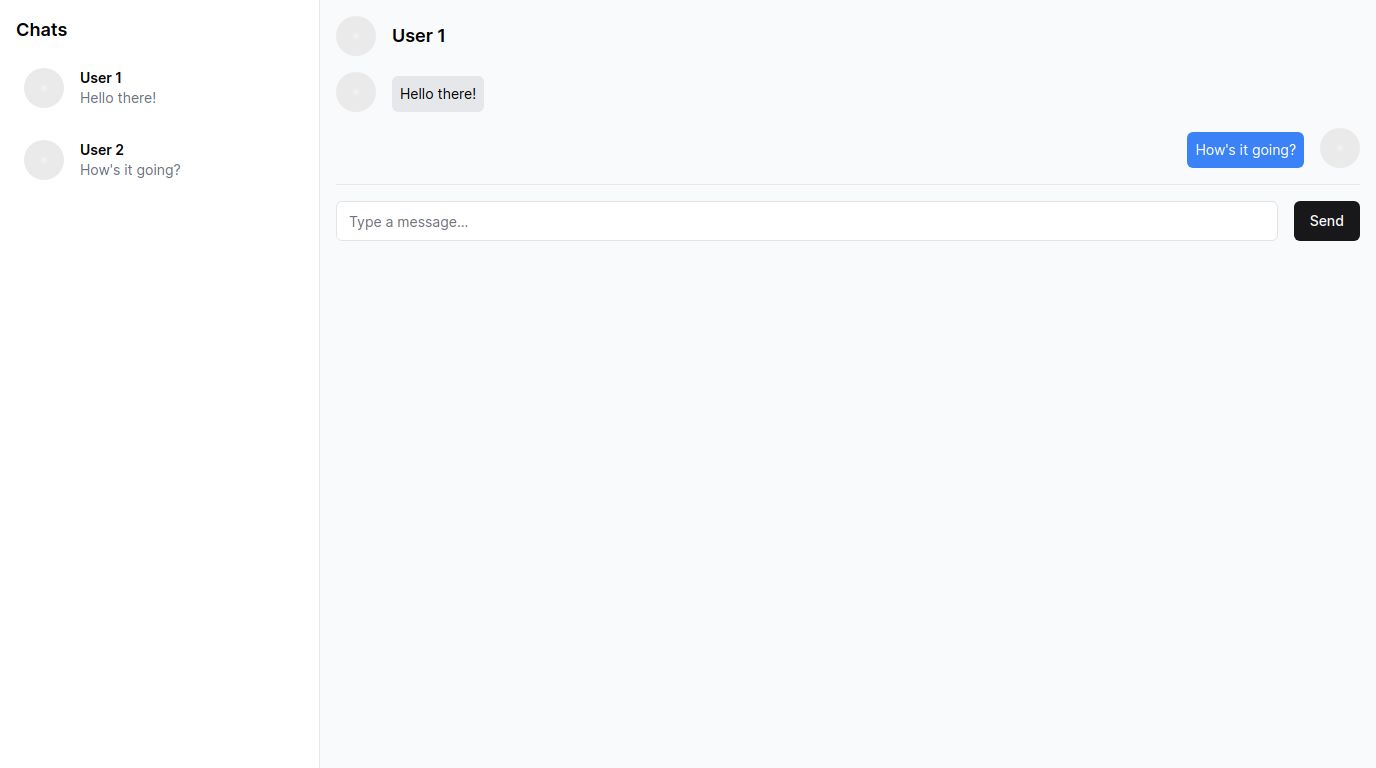 Chats
User 1
Hello there!
User 2
How's it going?
User 1
Hello there!
How's it going?
Type a message...
Send